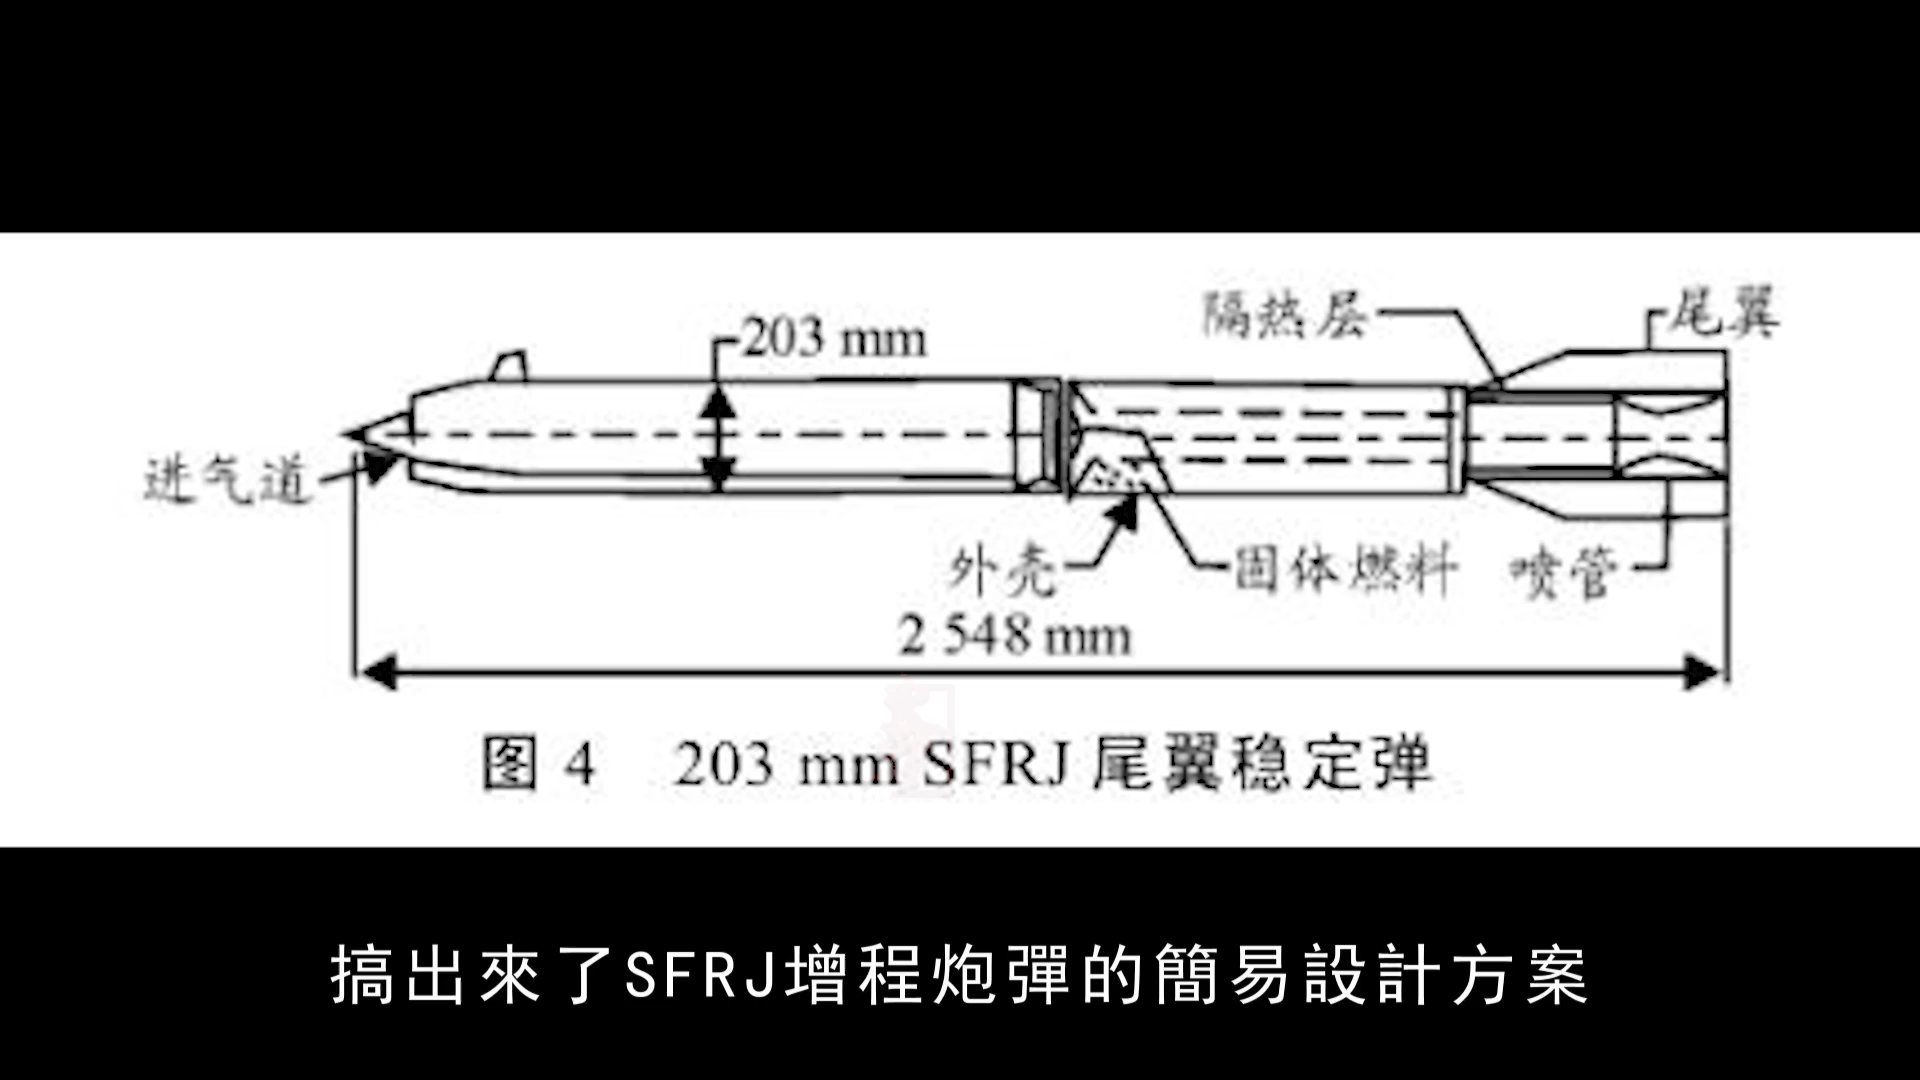 203 mm
隔热层
尾翼
进气道
外壳
固体燃料
喷管
2 548 mm
图 4 203 mm SFRJ 尾翼稳定弹
搞出來了SFRJ增程炮彈的簡易設計方案